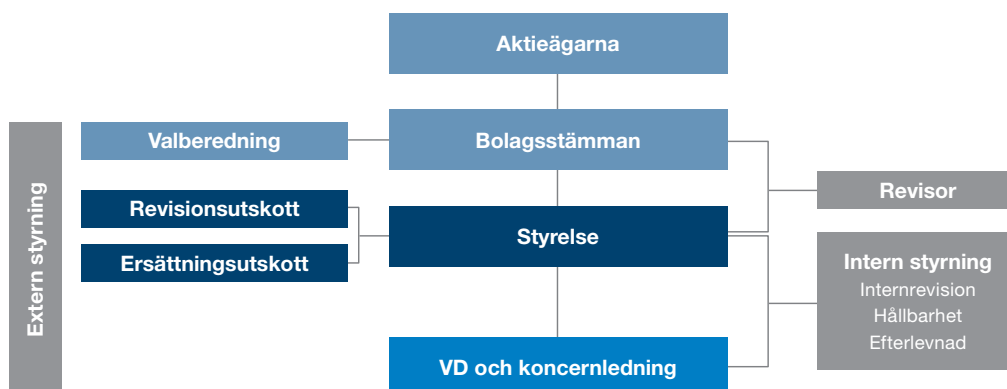 Aktieägarna
Valberedning
Bolagsstämman
Extern styrning
Revisionsutskott
Revisor
Styrelse
Ersättningsutskott
Intern styrning
Internrevision
Hållbarhet
Efterlevnad
VD och koncernledning